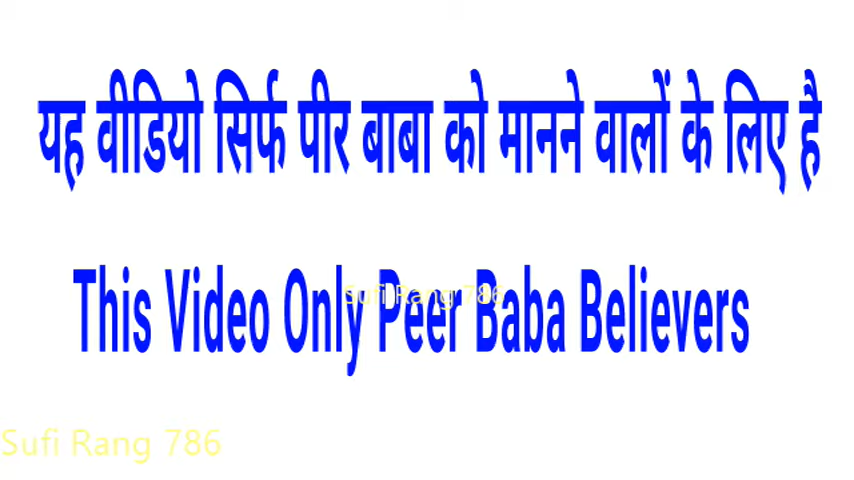 यह वीडियो सिर्फ पीर बाबा को मानने वालों के लिए है
This Video Only Peer Baba Believers
Sufi Rang 786
Sufi Rang 786